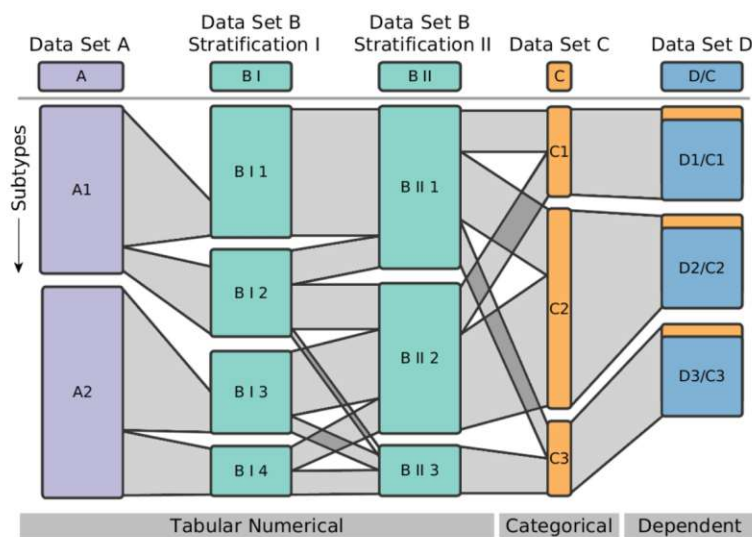 Data Set A
Data Set B
Stratification I
Data Set B
Stratification II
Data Set C
Data Set D
A
B I
B II
C
D/C
Subtypes
A1
A2
B I 1
B I 2
B I 3
B I 4
B II 1
B II 2
B II 3
C1
C2
C3
D1/C1
D2/C2
D3/C3
Tabular Numerical
Categorical
Dependent